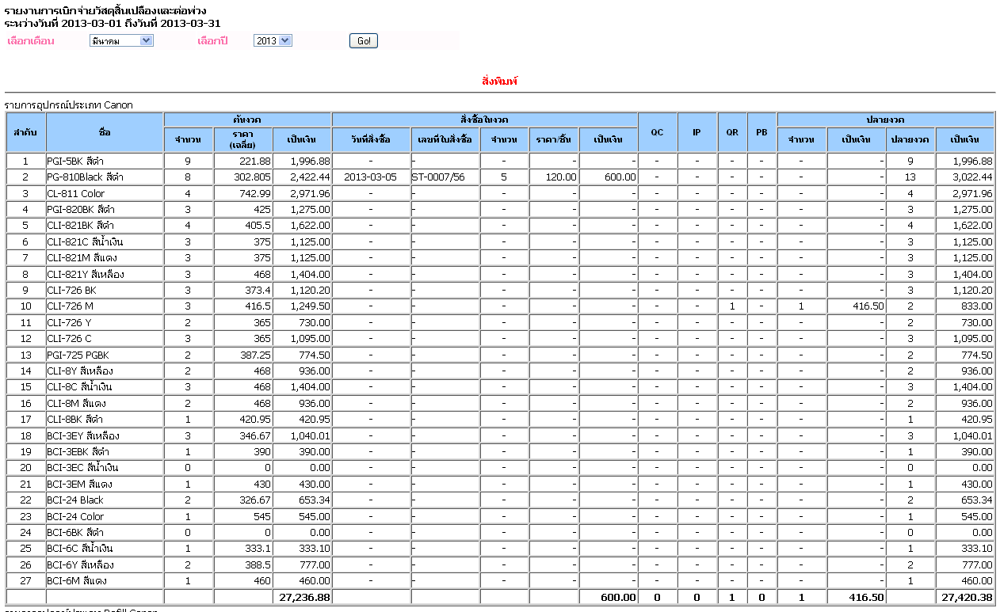 รายงานการเบิกจ่ายวัสดุสิ้นเปลืองและต่อพ่วง
ระหว่างวันที่ 2013-03-01 ถึงวันที่ 2013-03-31
เลือกเดือน มีนาคม เลือกปี 2013 Go!
สิ่งพิมพ์
รายการอุปกรณ์ประเภท Canon
ลำดับ ชื่อ ต้นงวด สั่งซื้อในงวด QC IP QR PB ปลายงวด
จำนวน ราคา (เฉลี่ย) เป็นเงิน วันที่สั่งซื้อ เลขที่ใบสั่งซื้อ จำนวน ราคา/ชิ้น เป็นเงิน จำนวน เป็นเงิน ปลายงวด เป็นเงิน
1 PGI-5BK สีดำ 9 221.88 1,996.88 - - - - - - - - - - - 9 1,996.88
2 PG-810Black สีดำ 8 302.805 2,422.44 2013-03-05 ST-0007/56 5 120.00 600.00 - - - - - - 13 3,022.44
3 CL-811 Color 4 742.99 2,971.96 - - - - - - - - - - - 4 2,971.96
4 PGI-820BK สีดำ 3 425 1,275.00 - - - - - - - - - - - 3 1,275.00
5 CLI-821BK สีดำ 4 405.5 1,622.00 - - - - - - - - - - - 4 1,622.00
6 CLI-821C สีน้ำเงิน 3 375 1,125.00 - - - - - - - - - - - 3 1,125.00
7 CLI-821M สีแดง 3 375 1,125.00 - - - - - - - - - - - 3 1,125.00
8 CLI-821Y สีเหลือง 3 468 1,404.00 - - - - - - - - - - - 3 1,404.00
9 CLI-726 BK 3 373.4 1,120.20 - - - - - - - - - - - 3 1,120.20
10 CLI-726 M 3 416.5 1,249.50 - - - - - - - 1 - 1 416.50 2 833.00
11 CLI-726 Y 2 365 730.00 - - - - - - - - - - - 2 730.00
12 CLI-726 C 3 365 1,095.00 - - - - - - - - - - - 3 1,095.00
13 PGI-725 PGBK 2 387.25 774.50 - - - - - - - - - - - 2 774.50
14 CLI-8Y สีเหลือง 2 468 936.00 - - - - - - - - - - - 2 936.00
15 CLI-8C สีน้ำเงิน 3 468 1,404.00 - - - - - - - - - - - 3 1,404.00
16 CLI-8M สีแดง 2 468 936.00 - - - - - - - - - - - 2 936.00
17 CLI-8BK สีดำ 1 420.95 420.95 - - - - - - - - - - - 1 420.95
18 BCI-3EY สีเหลือง 3 346.67 1,040.01 - - - - - - - - - - - 3 1,040.01
19 BCI-3EBK สีดำ 1 390 390.00 - - - - - - - - - - - 1 390.00
20 BCI-3EC สีน้ำเงิน 0 0 0.00 - - - - - - - - - - - 0 0.00
21 BCI-3EM สีแดง 1 430 430.00 - - - - - - - - - - - 1 430.00
22 BCI-24 Black 2 326.67 653.34 - - - - - - - - - - - 2 653.34
23 BCI-24 Color 1 545 545.00 - - - - - - - - - - - 1 545.00
24 BCI-6BK สีดำ 0 0 0.00 - - - - - - - - - - - 0 0.00
25 BCI-6C สีน้ำเงิน 1 333.1 333.10 - - - - - - - - - - - 1 333.10
26 BCI-6Y สีเหลือง 2 388.5 777.00 - - - - - - - - - - - 2 777.00
27 BCI-6M สีแดง 1 460 460.00 - - - - - - - - - - - 1 460.00
27,236.88 600.00 0 0 1 0 1 416.50 27,420.38